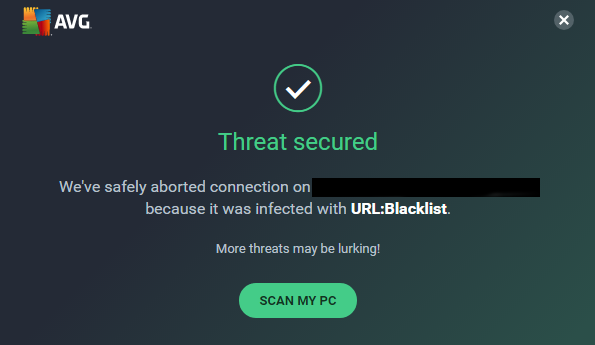 AVG
Threat secured
We've safely aborted connection on
because it was infected with URL:Blacklist.
More threats may be lurking!
SCAN MY PC